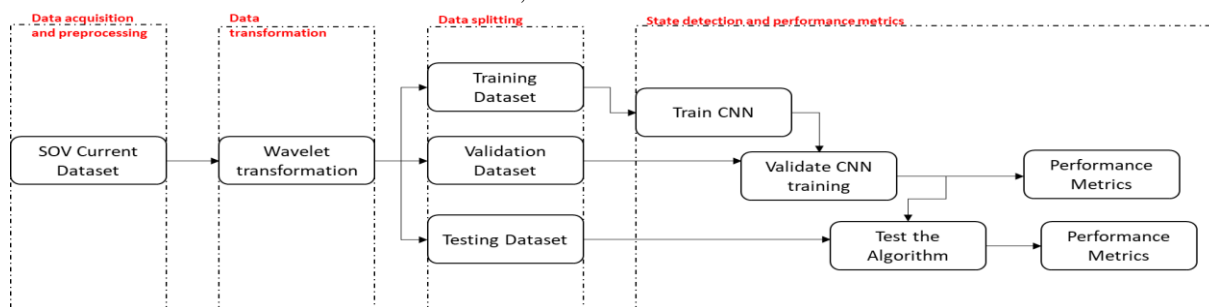 Data acquisition
and preprocessing
Data
transformation
Data splitting
State detection and performance metrics
SOV Current
Dataset
Wavelet
transformation
Training
Dataset
Validation
Dataset
Testing Dataset
Train CNN
Validate CNN
training
Performance
Metrics
Test the
Algorithm
Performance
Metrics